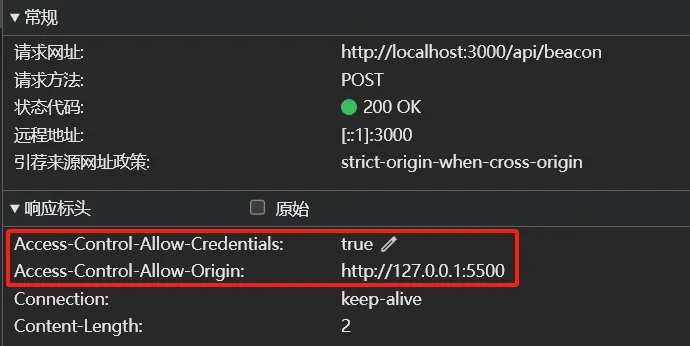 常规
请求网址: http://localhost:3000/api/beacon
请求方法: POST
状态代码: 200 OK
远程地址: [::1]:3000
引荐来源网址政策: strict-origin-when-cross-origin
响应标头 原始
Access-Control-Allow-Credentials: true
Access-Control-Allow-Origin: http://127.0.0.1:5500
Connection: keep-alive
Content-Length: 2